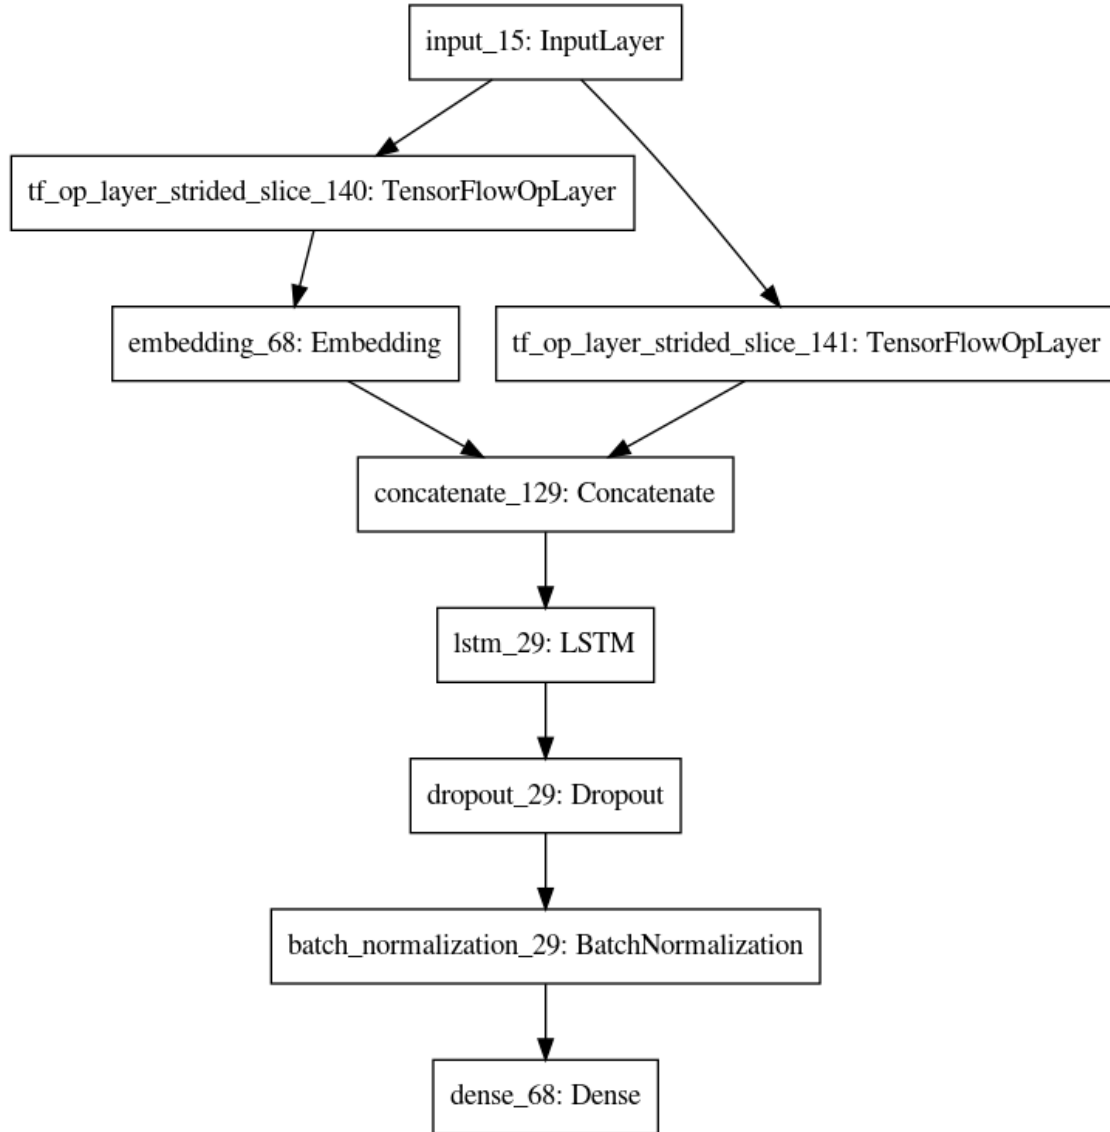 input_15: InputLayer
tf_op_layer_strided_slice_140: TensorFlowOpLayer
embedding_68: Embedding
tf_op_layer_strided_slice_141: TensorFlowOpLayer
concatenate_129: Concatenate
lstm_29: LSTM
dropout_29: Dropout
batch_normalization_29: BatchNormalization
dense_68: Dense